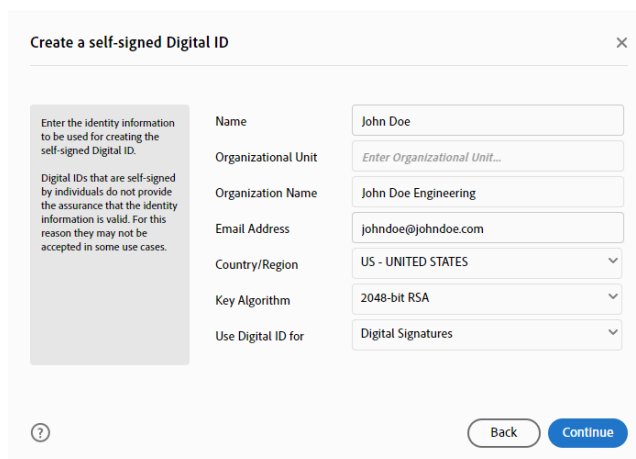 Create a self-signed Digital ID
Enter the identity information
to be used for creating the
self-signed Digital ID.
Digital IDs that are self-signed
by individuals do not provide
the assurance that the identity
information is valid. For this
reason they may not be
accepted in some use cases.
Name John Doe
Organizational Unit Enter Organizational Unit...
Organization Name John Doe Engineering
Email Address johndoe@johndoe.com
Country/Region US - UNITED STATES
Key Algorithm 2048-bit RSA
Use Digital ID for Digital Signatures
? Back Continue